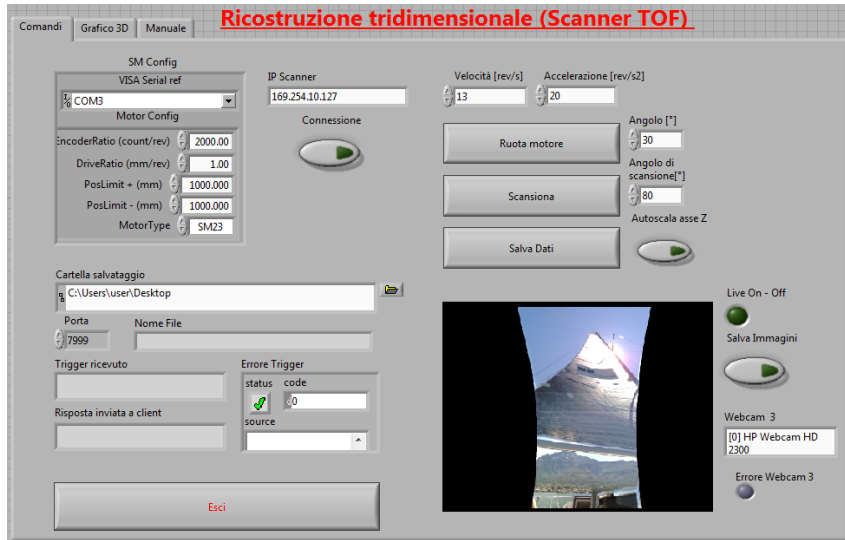 Ricostruzione tridimensionale (Scanner TOF)
Comandi
Grafico 3D
Manuale
SM Config
VISA Serial ref
COM3
Motor Config
EncoderRatio (count/rev) 2000.00
DriveRatio (mm/rev) 1.00
PosLimit + (mm) 1000.000
PosLimit - (mm) 1000.000
MotorType SM23
IP Scanner
169.254.10.127
Connessione
Velocità [rev/s]
13
Accelerazione [rev/s2]
20
Ruota motore
Angolo [°]
30
Scansiona
Angolo di
scansione[°]
80
Salva Dati
Autoscala asse Z
Cartella salvataggio
C:\Users\user\Desktop
Porta
7999
Nome File
Trigger ricevuto
Risposta inviata a client
Errore Trigger
status
code
0
source
Esci
Live On - Off
Salva Immagini
Webcam 3
[0] HP Webcam HD
2300
Errore Webcam 3